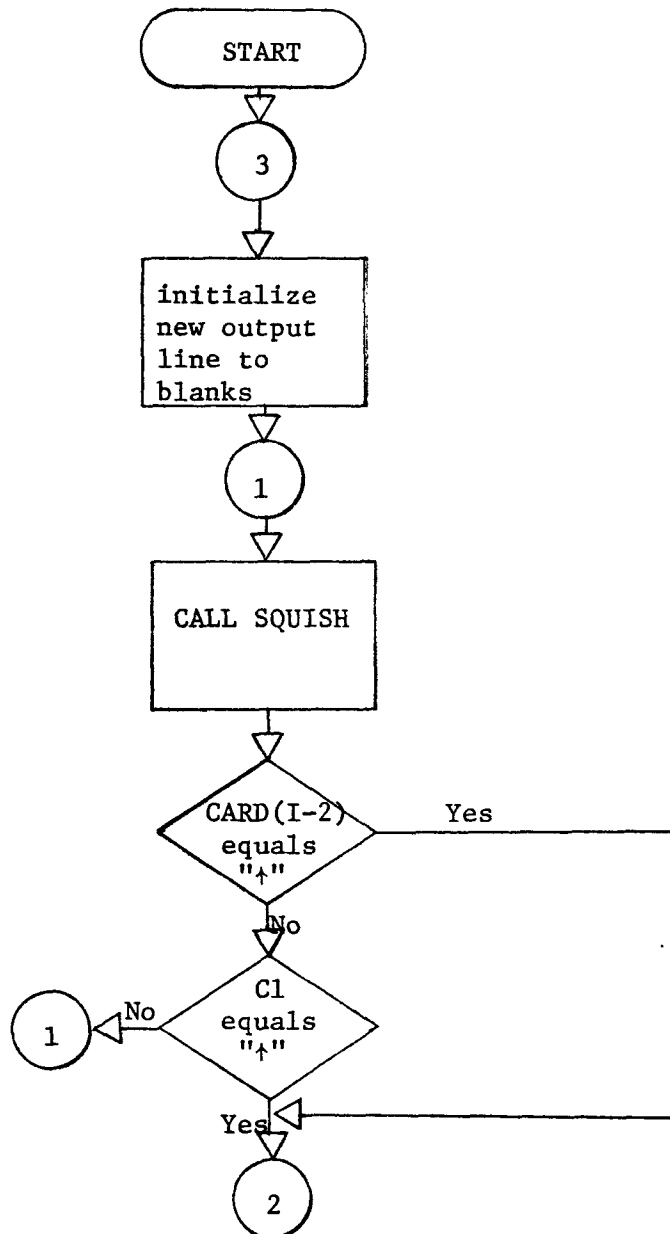 START
3
initialize
new output
line to
blanks
1
CALL SQUISH
CARD(I-2)
equals
"↑"
Yes
No
C1
equals
"↑"
No
1
Yes
2